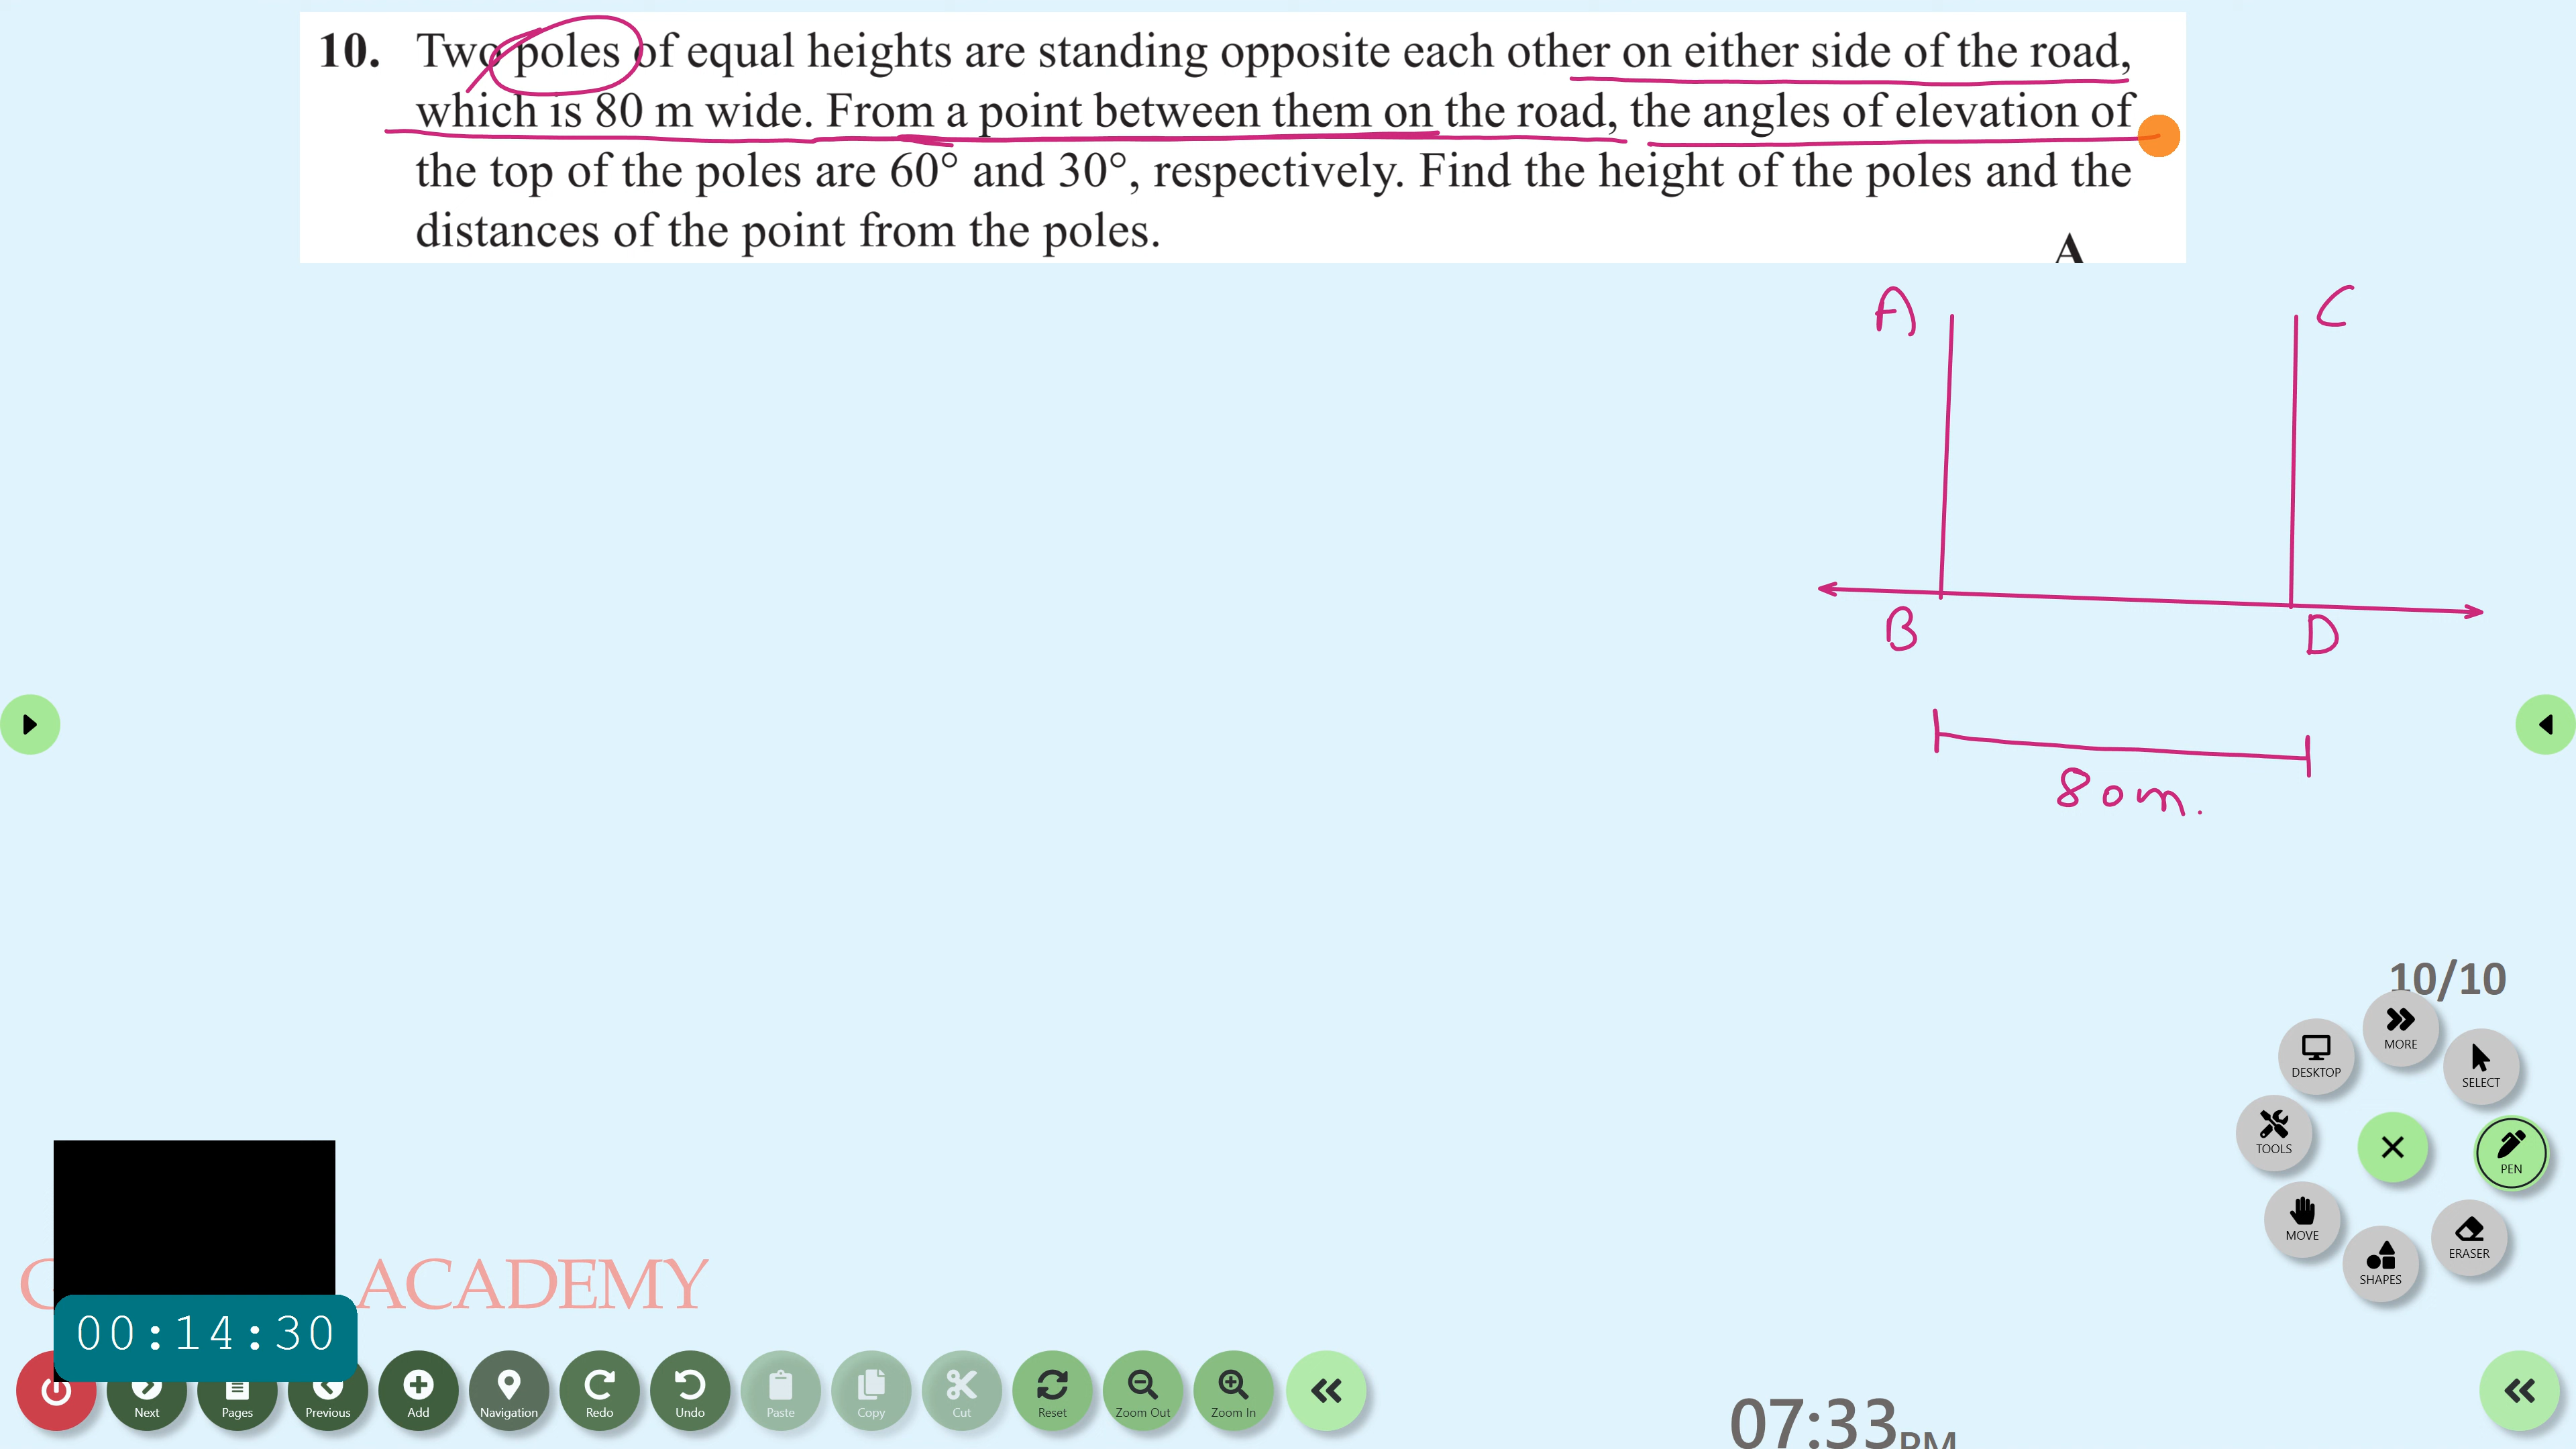 10. Two poles of equal heights are standing opposite each other on either side of the road,
which is 80 m wide. From a point between them on the road, the angles of elevation of
the top of the poles are 60° and 30°, respectively. Find the height of the poles and the
distances of the point from the poles.
A
A
C
B
D
80m.
10/10
MORE
DESKTOP
SELECT
TOOLS
PEN
MOVE
ERASER
SHAPES
ACADEMY
00:14:30
Next
Pages
Previous
Add
Navigation
Redo
Undo
Paste
Copy
Cut
Reset
Zoom Out
Zoom In
07:33PM